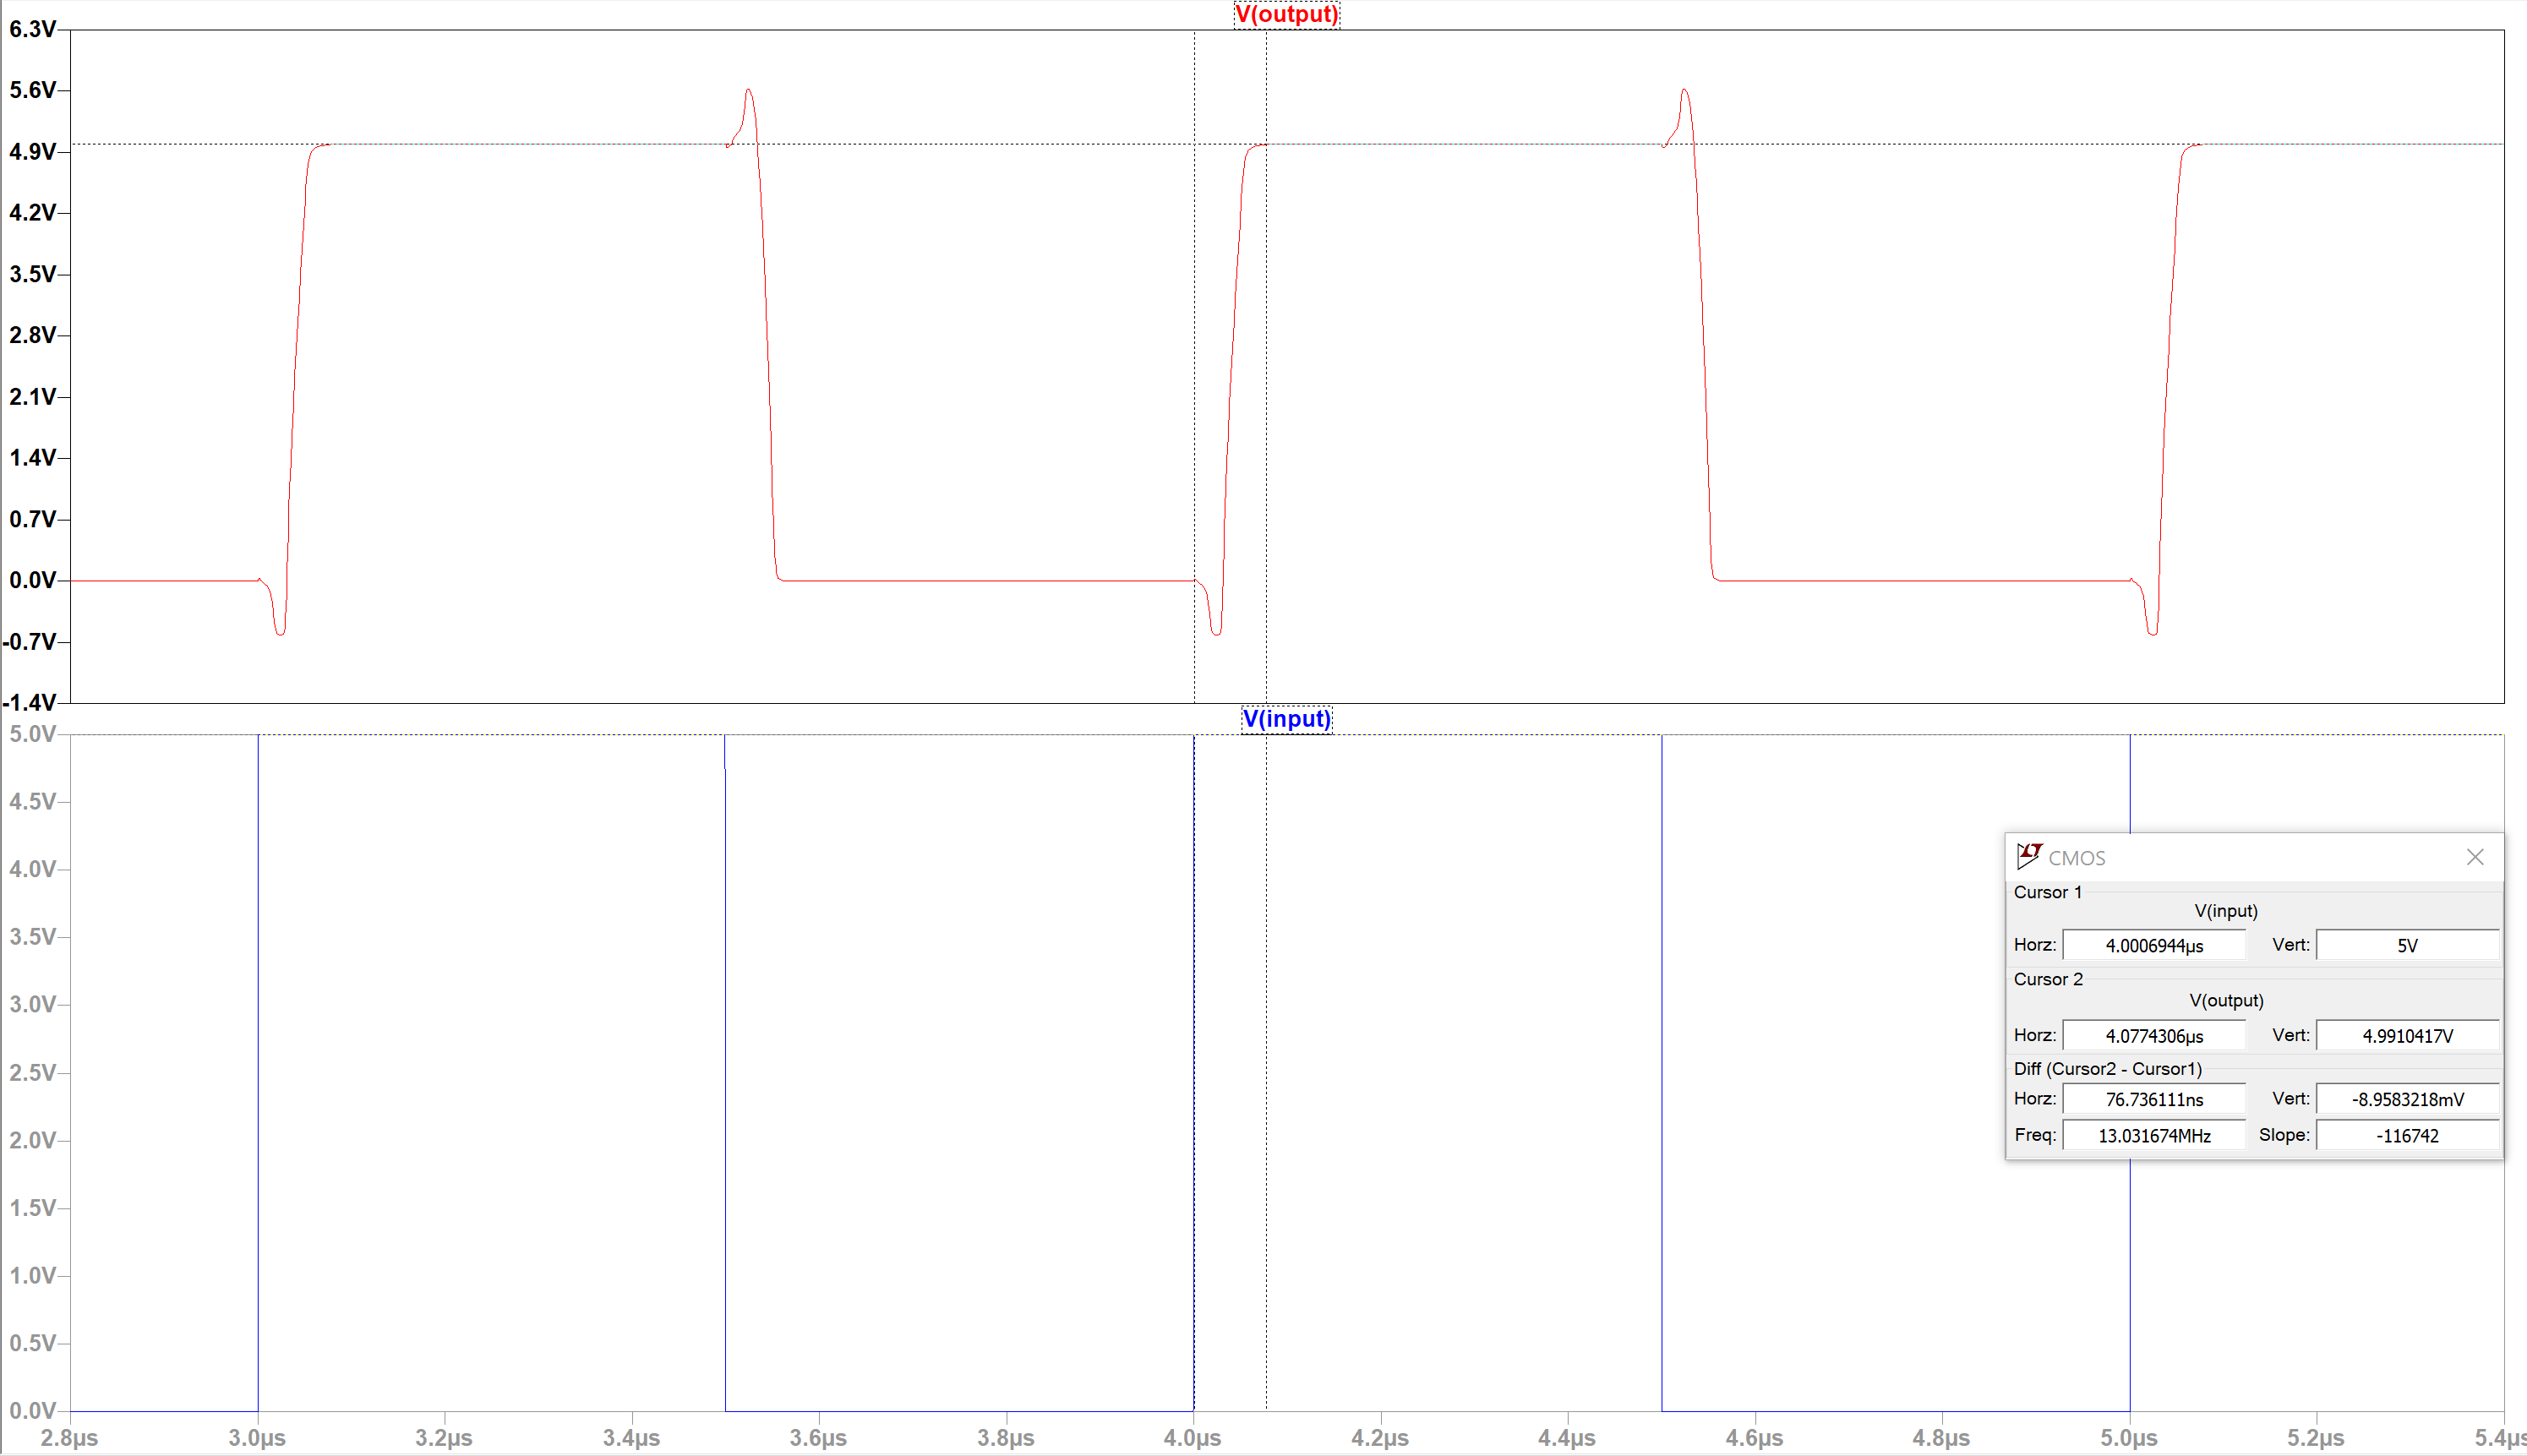 V(output)
6.3V
5.6V
4.9V
4.2V
3.5V
2.8V
2.1V
1.4V
0.7V
0.0V
-0.7V
-1.4V
V(input)
5.0V
4.5V
4.0V
3.5V
3.0V
2.5V
2.0V
1.5V
1.0V
0.5V
0.0V
2.8µs 3.0µs 3.2µs 3.4µs 3.6µs 3.8µs 4.0µs 4.2µs 4.4µs 4.6µs 4.8µs 5.0µs 5.2µs 5.4µs
CMOS
Cursor 1
V(input)
Horz: 4.0006944µs Vert: 5V
Cursor 2
V(output)
Horz: 4.0774306µs Vert: 4.9910417V
Diff (Cursor2 - Cursor1)
Horz: 76.736111ns Vert: -8.9583218mV
Freq: 13.031674MHz Slope: -116742